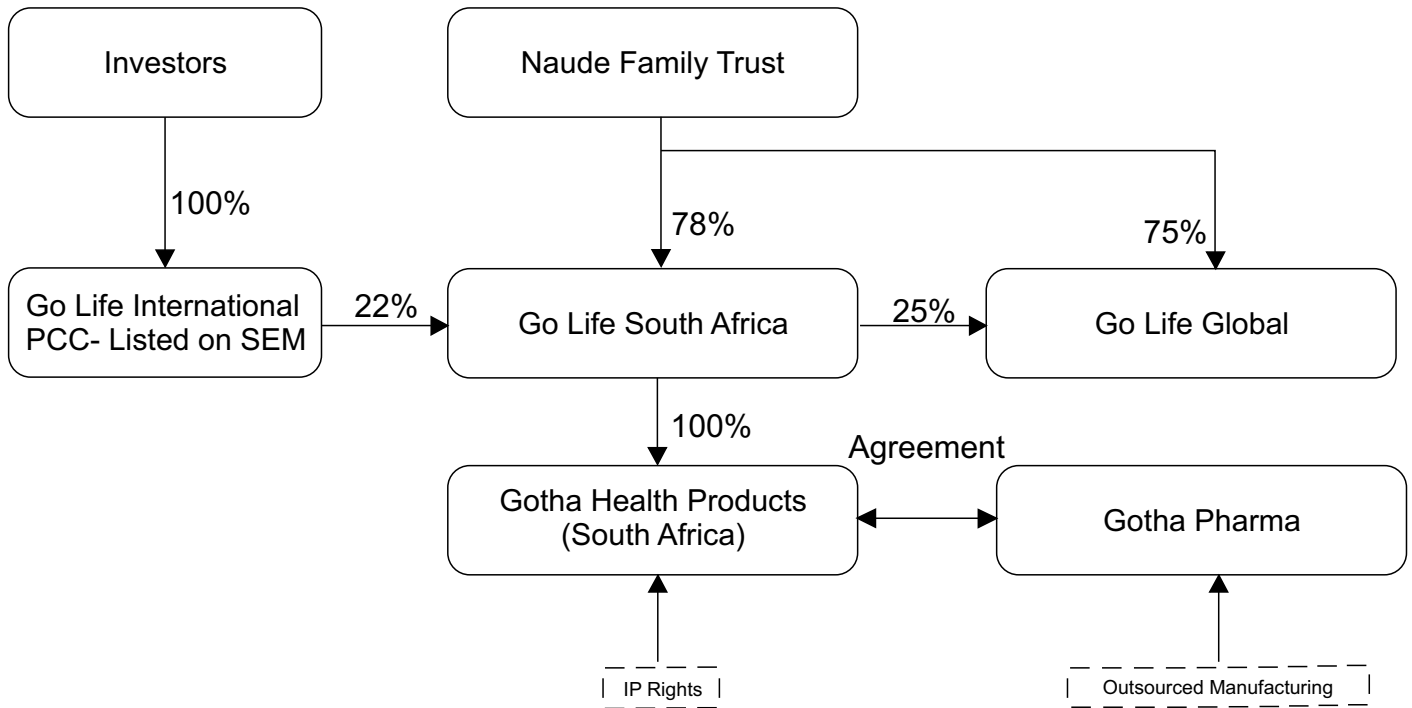 Investors
Naude Family Trust
100%
78%
75%
Go Life International
PCC- Listed on SEM
22%
Go Life South Africa
25%
Go Life Global
100%
Agreement
Gotha Health Products
(South Africa)
Gotha Pharma
IP Rights
Outsourced Manufacturing